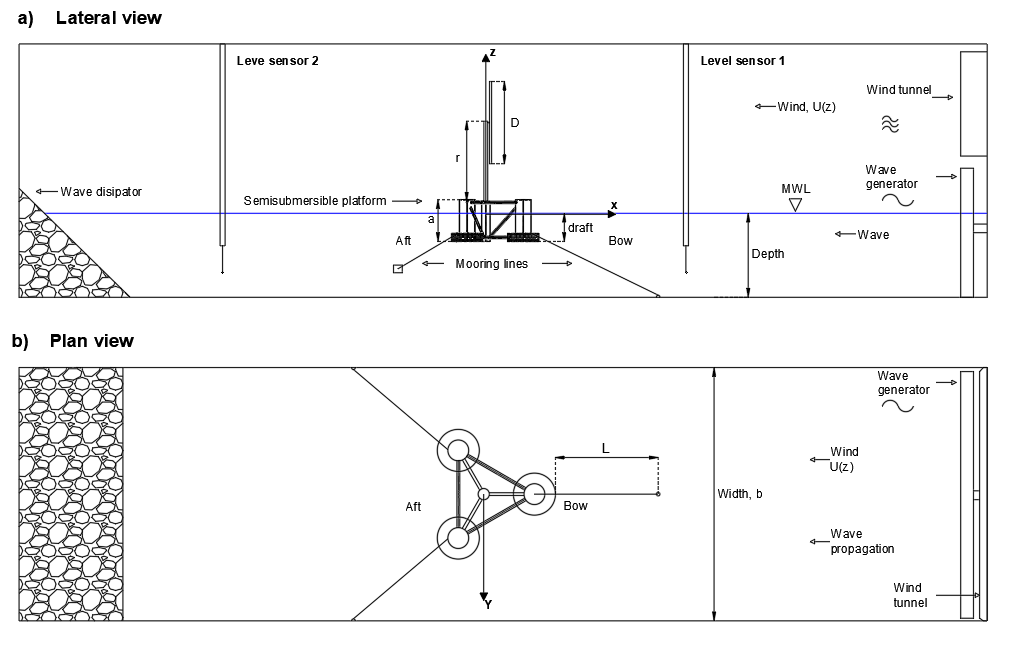 a) Lateral view
z
Leve sensor 2
Level sensor 1
Wind tunnel
Wind, U(z)
D
r
Wave
generator
Wave disipator
MWL
Semisubmersible platform
x
a
draft
Wave
Aft
Bow
Depth
Mooring lines
b) Plan view
Wave
generator
L
Wind
U(z)
Width, b
Aft
Bow
Wave
propagation
Wind
tunnel
Y